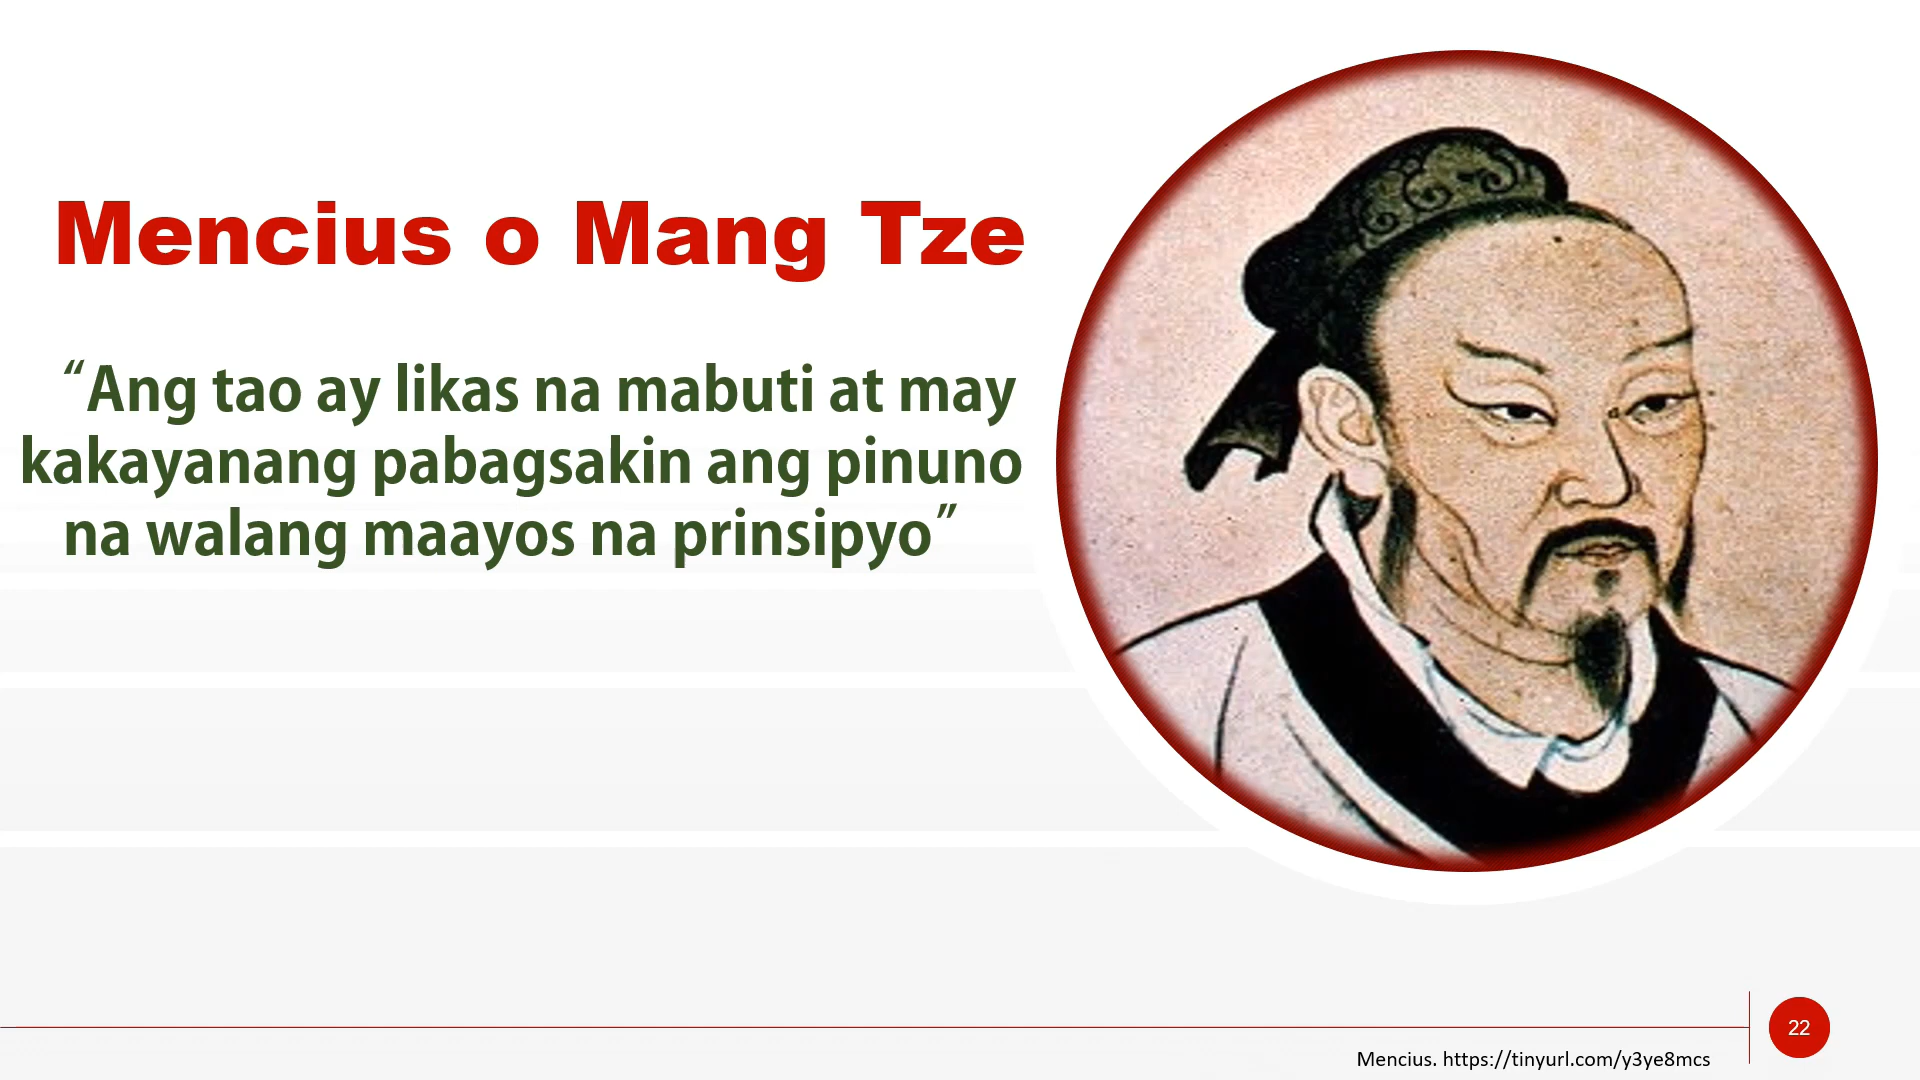 Mencius o Mang Tze
“Ang tao ay likas na mabuti at may
kakayanang pabagsakin ang pinuno
na walang maayos na prinsipyo”
22
Mencius. https://tinyurl.com/y3ye8mcs